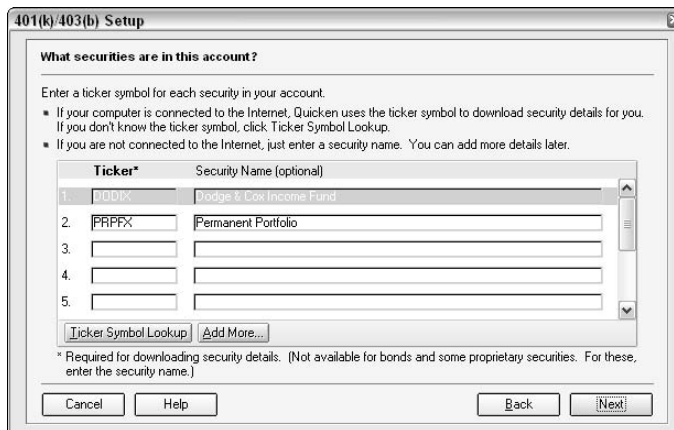 401(k)/403(b) Setup
What securities are in this account?
Enter a ticker symbol for each security in your account.
If your computer is connected to the Internet, Quicken uses the ticker symbol to download security details for you.
If you don't know the ticker symbol, click Ticker Symbol Lookup.
If you are not connected to the Internet, just enter a security name. You can add more details later.
Ticker* Security Name (optional)
1. DODIX Dodge & Cox Income Fund
2. PRPFX Permanent Portfolio
3.
4.
5.
Ticker Symbol Lookup Add More...
* Required for downloading security details. (Not available for bonds and some proprietary securities. For these,
enter the security name.)
Cancel Help Back Next